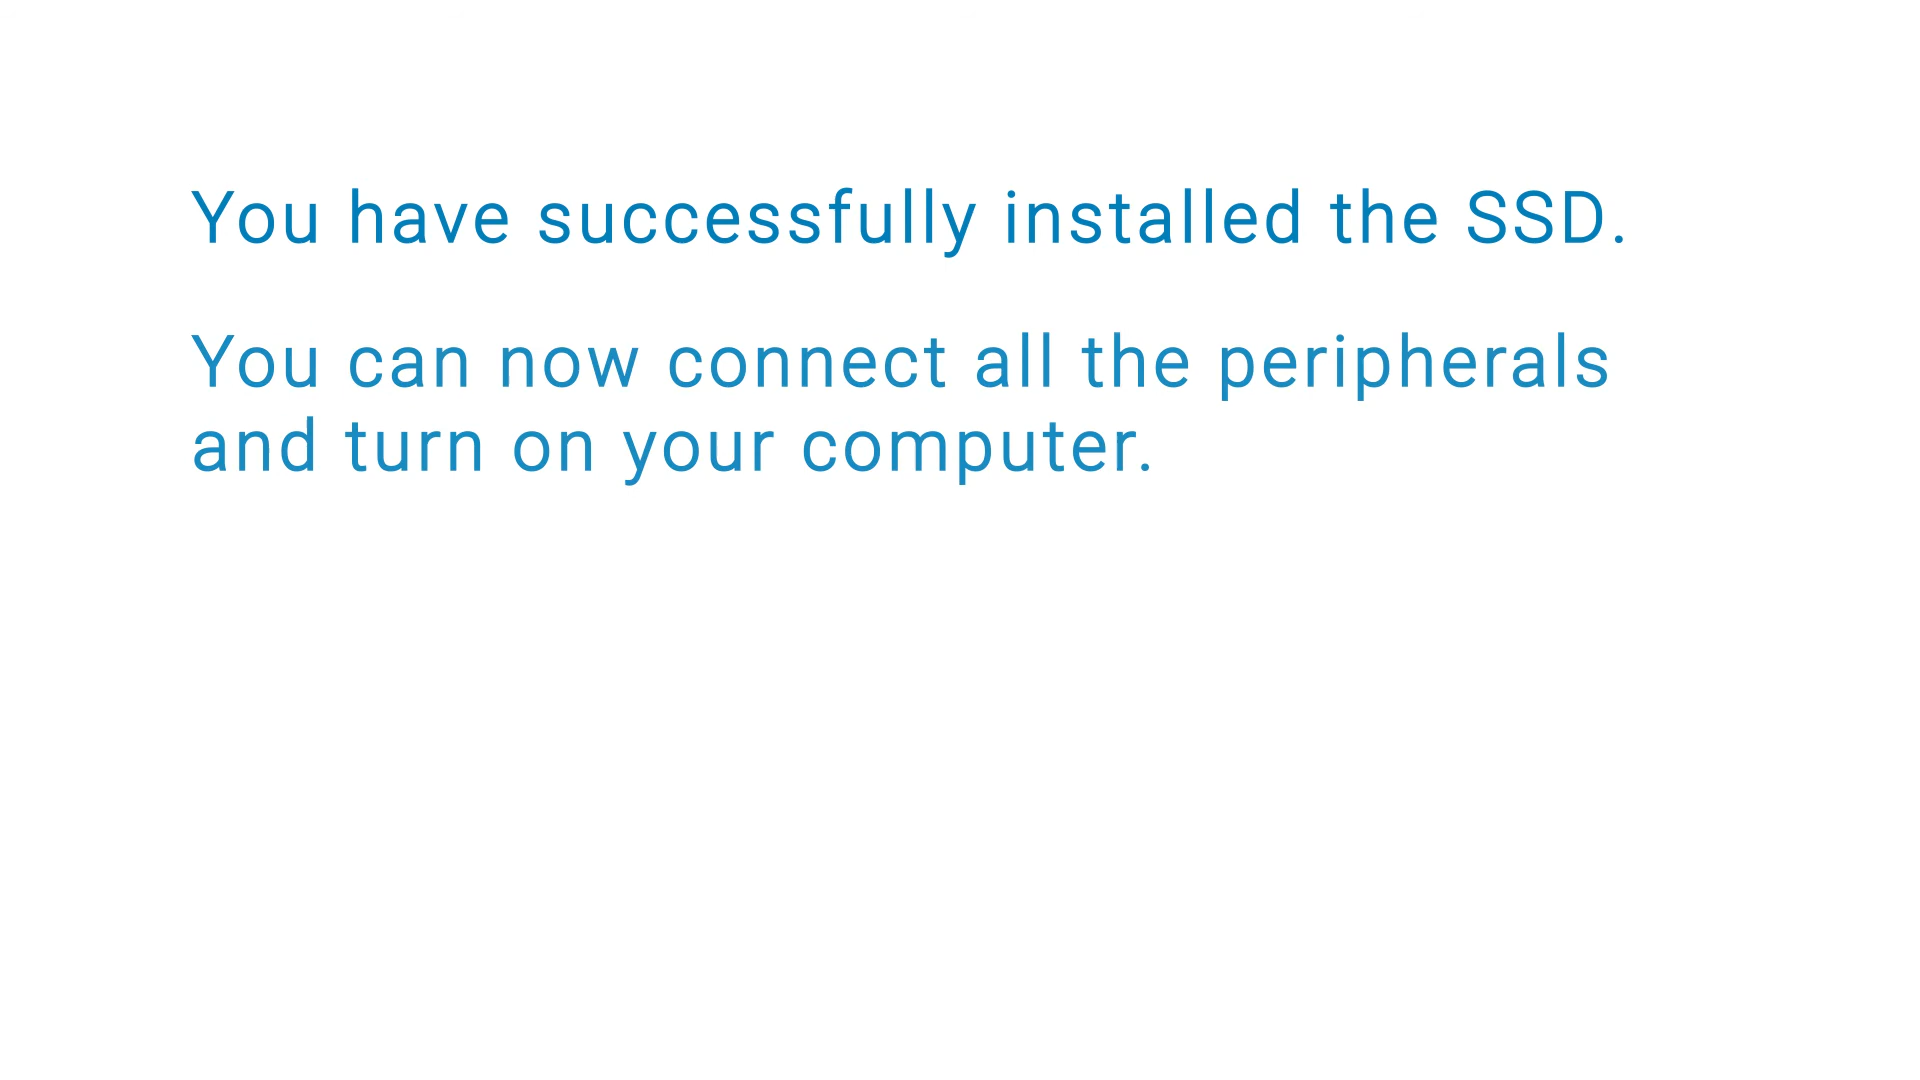 You have successfully installed the SSD.
You can now connect all the peripherals
and turn on your computer.